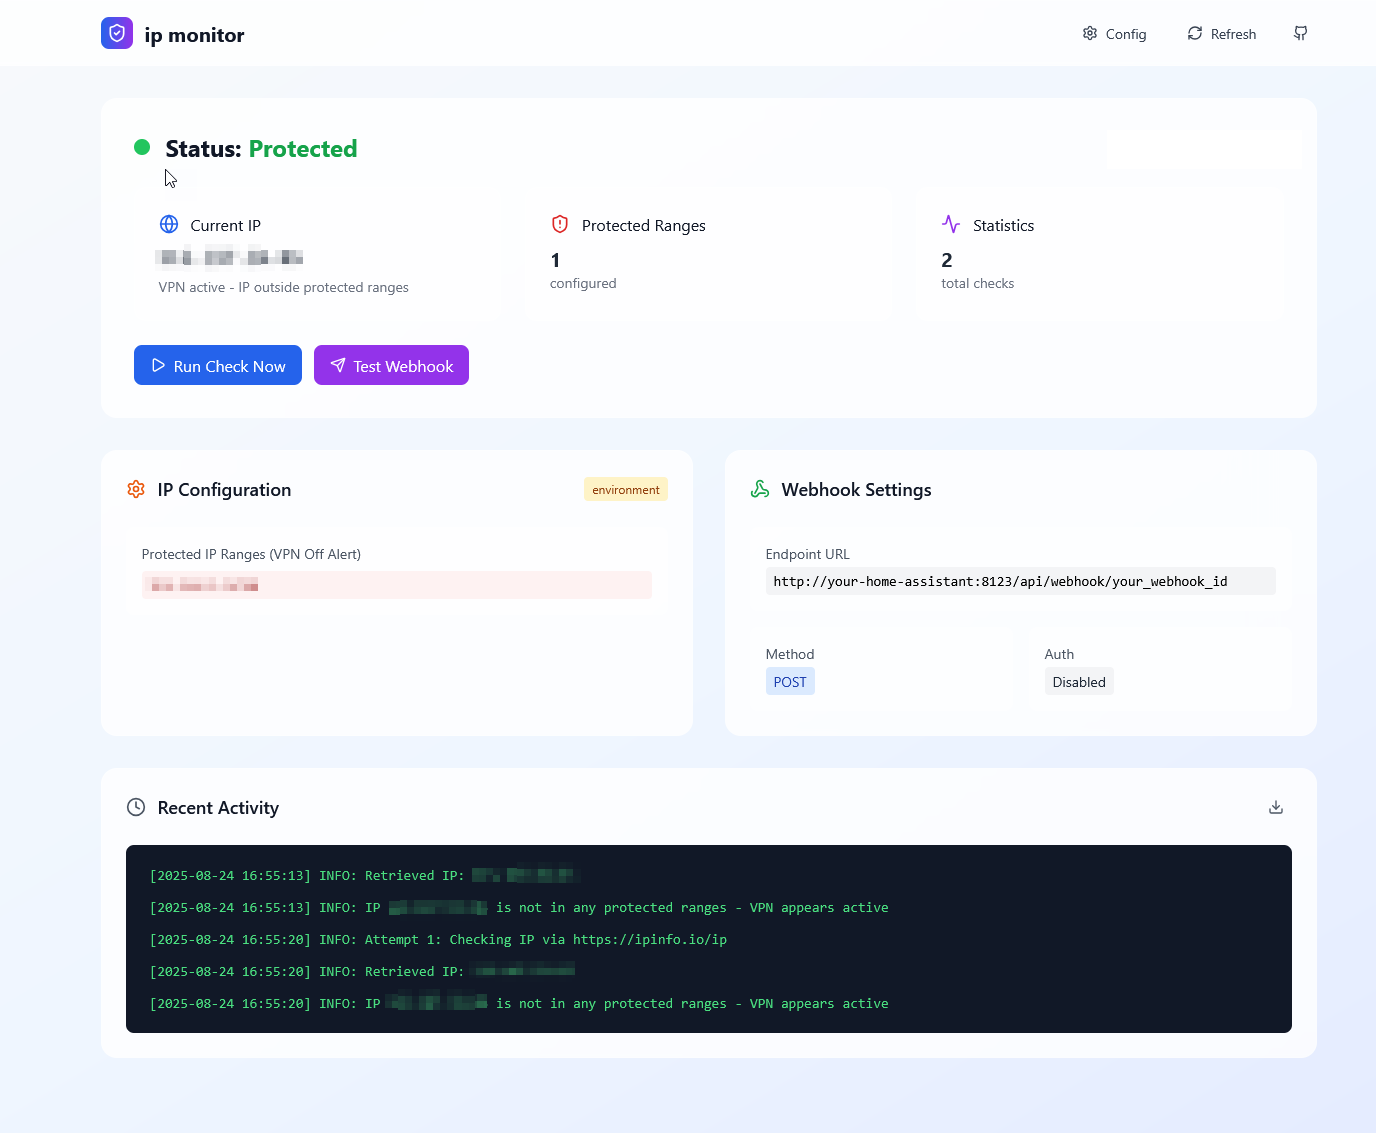 ip monitor
Config
Refresh
Status: Protected
Current IP
VPN active - IP outside protected ranges
Protected Ranges
1
configured
Statistics
2
total checks
Run Check Now
Test Webhook
IP Configuration
environment
Protected IP Ranges (VPN Off Alert)
Webhook Settings
Endpoint URL
http://your-home-assistant:8123/api/webhook/your_webhook_id
Method
POST
Auth
Disabled
Recent Activity
[2025-08-24 16:55:13] INFO: Retrieved IP:
[2025-08-24 16:55:13] INFO: IP is not in any protected ranges - VPN appears active
[2025-08-24 16:55:20] INFO: Attempt 1: Checking IP via https://ipinfo.io/ip
[2025-08-24 16:55:20] INFO: Retrieved IP:
[2025-08-24 16:55:20] INFO: IP is not in any protected ranges - VPN appears active